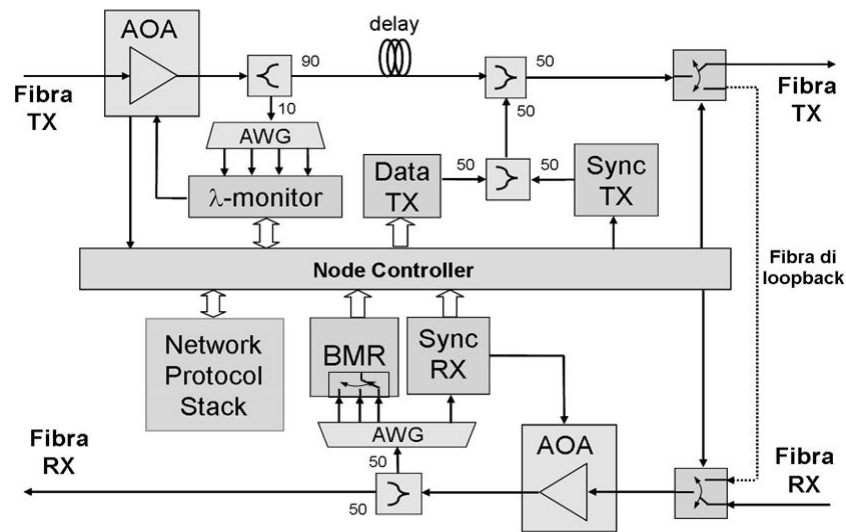 AOA
delay
90
50
Fibra
TX
Fibra
TX
10
50
AWG
λ-monitor
Data
TX
50
50
Sync
TX
Node Controller
Fibra di
loopback
Network
Protocol
Stack
BMR
Sync
RX
AWG
AOA
Fibra
RX
50
50
Fibra
RX